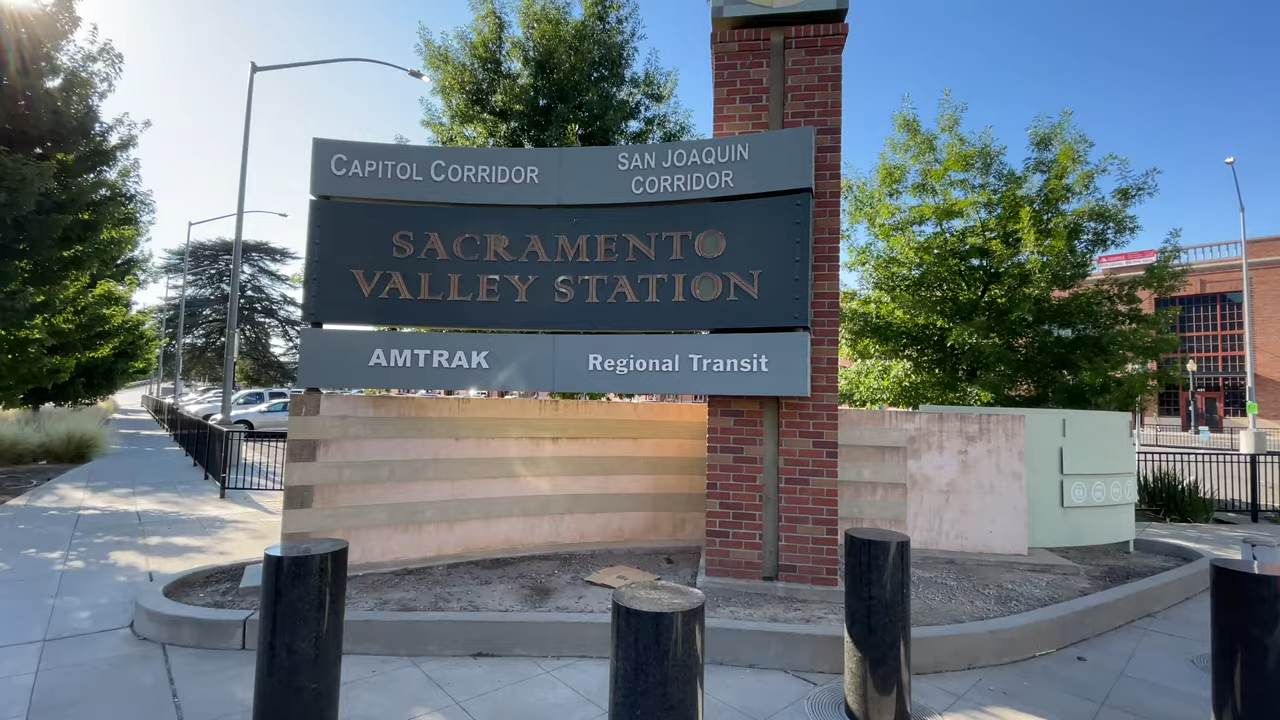 CAPITOL CORRIDOR
SAN JOAQUIN
CORRIDOR
SACRAMENTO
VALLEY STATION
AMTRAK
Regional Transit